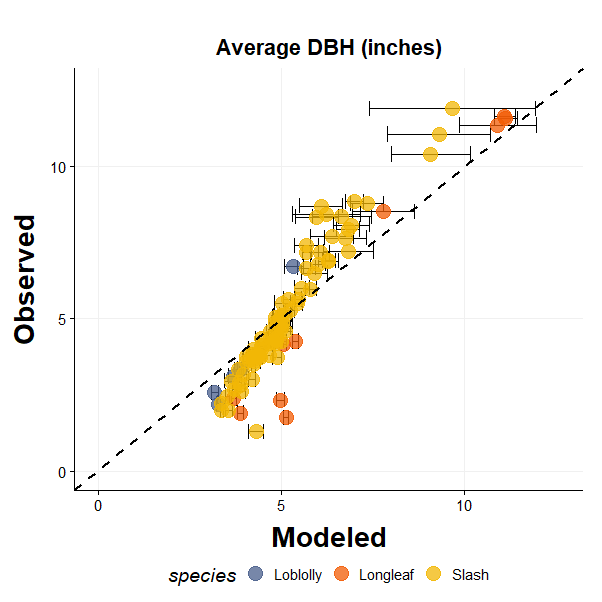 Average DBH (inches)
Observed
10
5
0
0 5 10
Modeled
species Loblolly Longleaf Slash